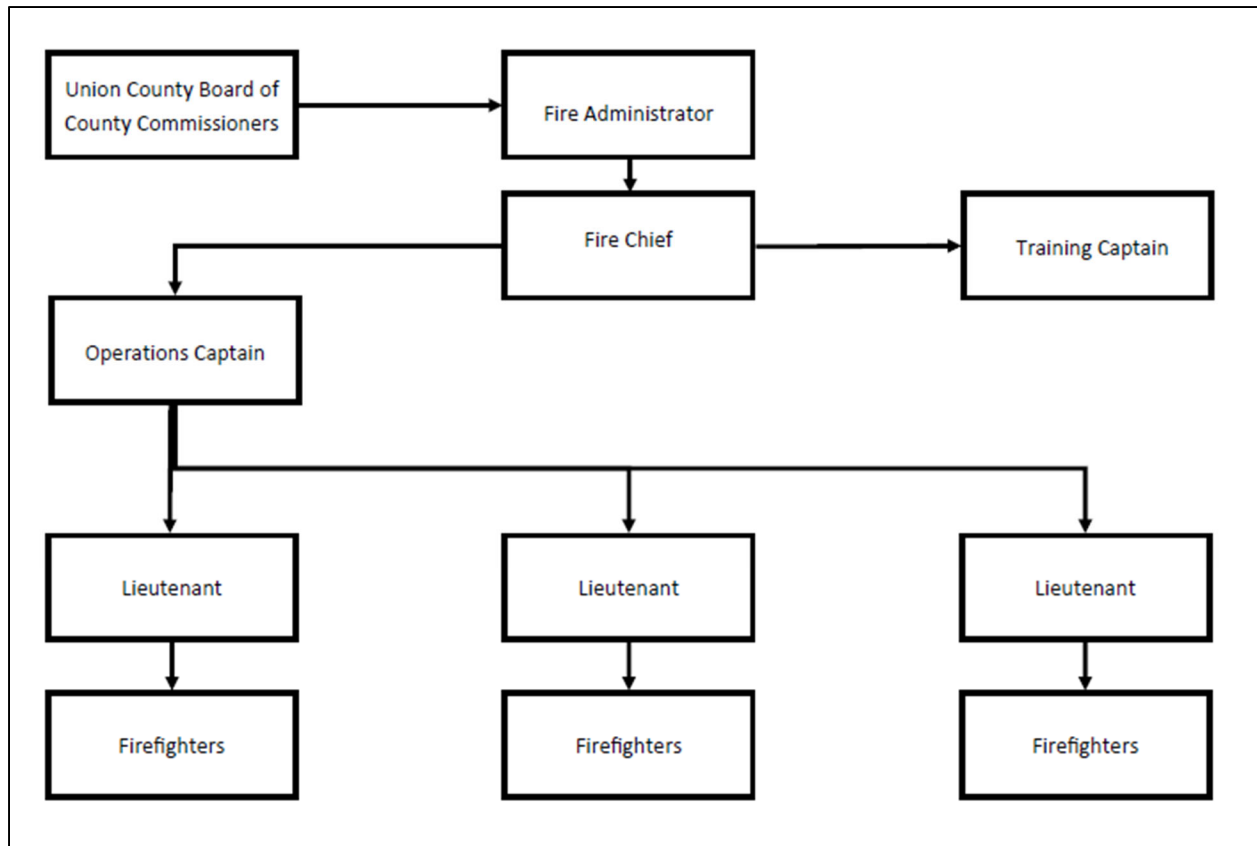 Union County Board of
County Commissioners
Fire Administrator
Fire Chief
Training Captain
Operations Captain
Lieutenant
Lieutenant
Lieutenant
Firefighters
Firefighters
Firefighters